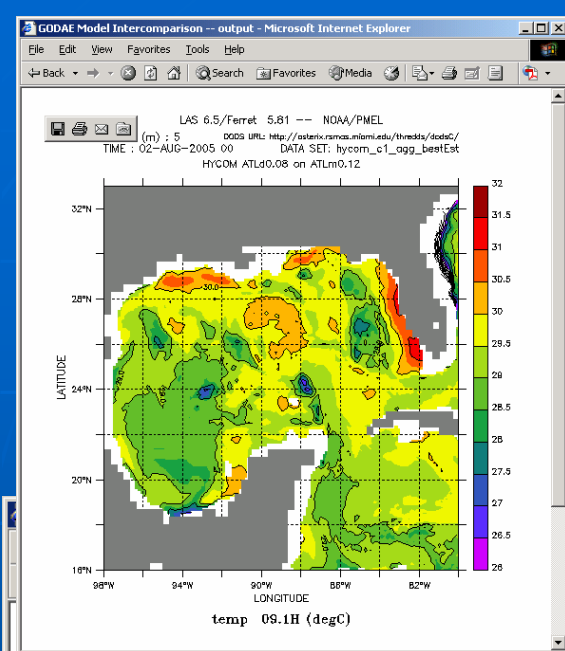 GODAE Model Intercomparison -- output - Microsoft Internet Explorer
File Edit View Favorites Tools Help
Back Search Favorites Media
LAS 6.5/Ferret 5.81 -- NOAA/PMEL
(m) : 5 DODS URL: http://asterix.rsmas.miami.edu/thredds/dodsC/
TIME : 02-AUG-2005 00 DATA SET: hycom_c1_agg_bestEst
HYCOM ATLd0.08 on ATLm0.12
32
31.5
31
30.5
30
29.5
29
28.5
28
27.5
27
26.5
26
32°N
28°N
24°N
20°N
16°N
LATITUDE
30.0
98°W 94°W 90°W 86°W 82°W
LONGITUDE
temp 09.1H (degC)